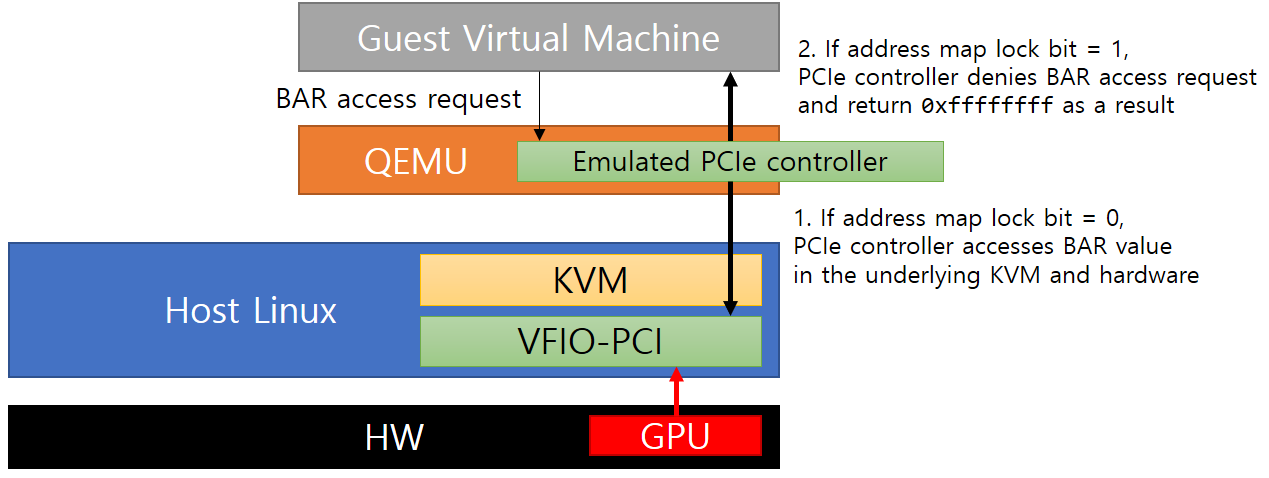 Guest Virtual Machine
2. If address map lock bit = 1,
PCIe controller denies BAR access request
and return 0xffffffff as a result
BAR access request
QEMU
Emulated PCIe controller
1. If address map lock bit = 0,
PCIe controller accesses BAR value
in the underlying KVM and hardware
Host Linux
KVM
VFIO-PCI
HW
GPU